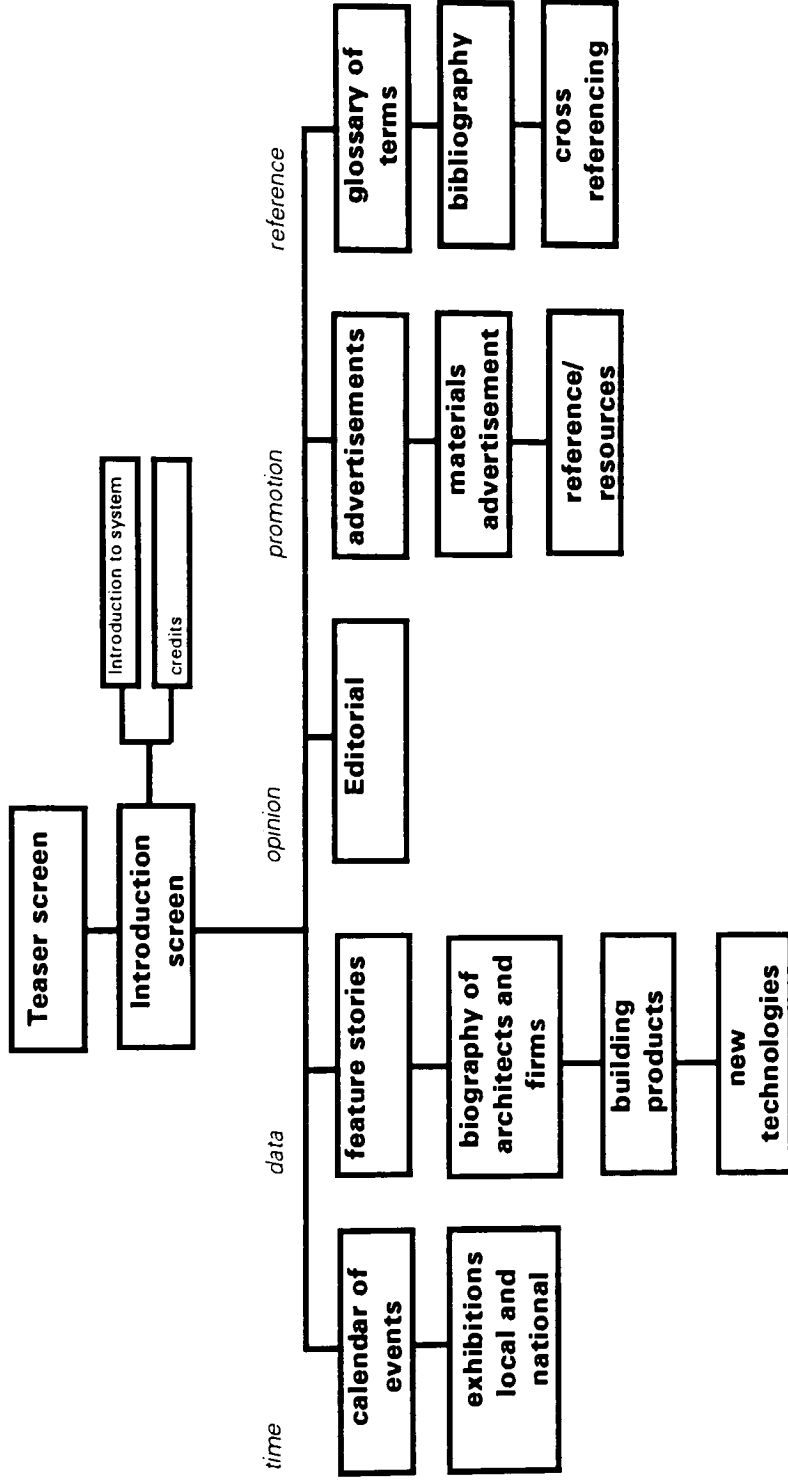 Teaser screen
Introduction
screen
Introduction to system
credits
time
data
opinion
promotion
reference
calendar of
events
exhibitions
local and
national
feature stories
biography of
architects and
firms
building
products
new
technologies
Editorial
advertisements
materials
advertisement
reference/
resources
glossary of
terms
bibliography
cross
referencing